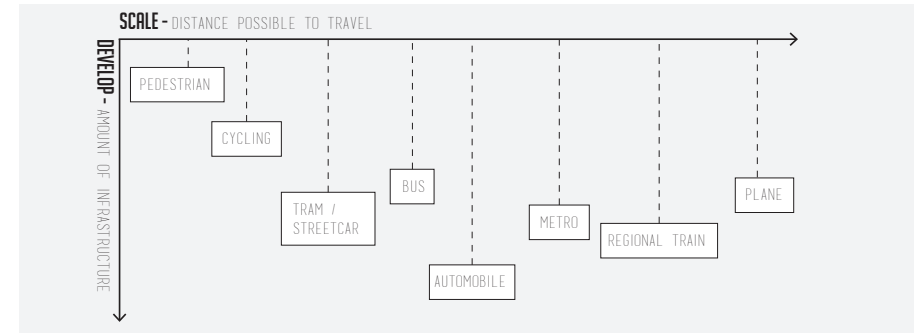 SCALE - DISTANCE POSSIBLE TO TRAVEL
DEVELOP - AMOUNT OF INFRASTRUCTURE
PEDESTRIAN
CYCLING
TRAM /
STREETCAR
BUS
AUTOMOBILE
METRO
REGIONAL TRAIN
PLANE